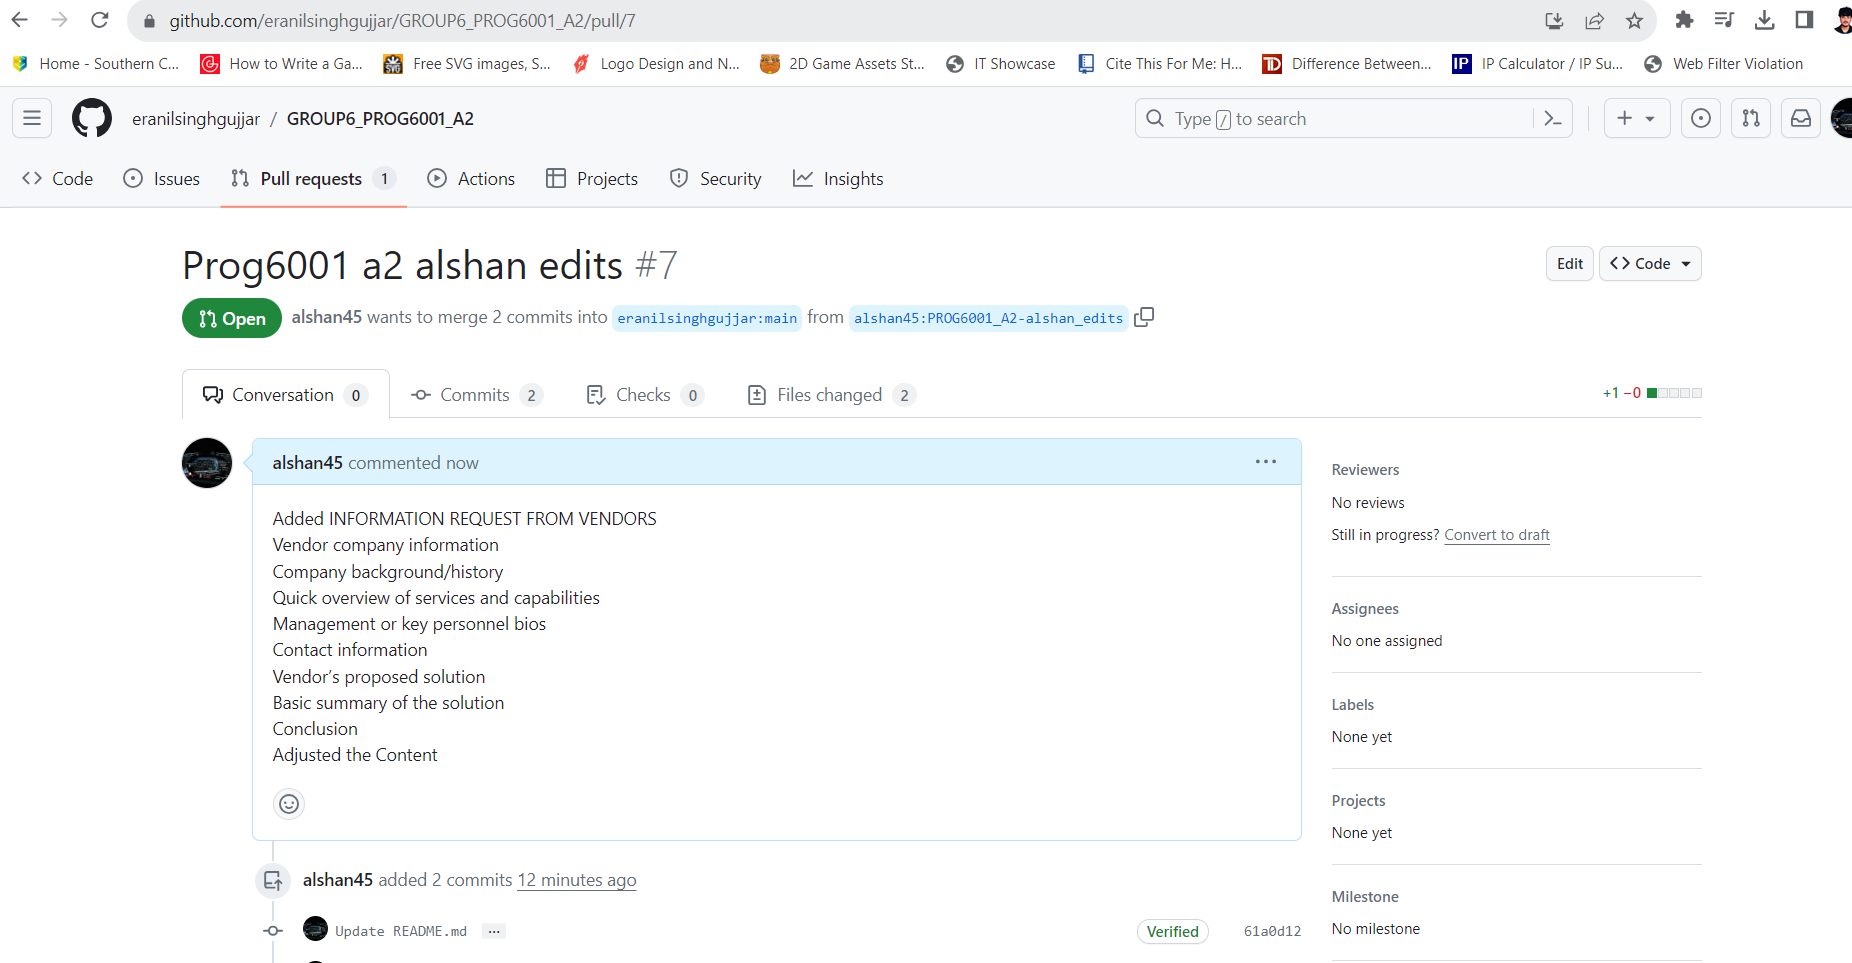 github.com/eranilsinghgujjar/GROUP6_PROG6001_A2/pull/7
Home - Southern C... How to Write a Ga... Free SVG images, S... Logo Design and N... 2D Game Assets St... IT Showcase Cite This For Me: H... TD Difference Between... IP IP Calculator / IP Su... Web Filter Violation
eranilsinghgujjar / GROUP6_PROG6001_A2 Type / to search
Code Issues Pull requests 1 Actions Projects Security Insights
Prog6001 a2 alshan edits #7
Edit Code
Open alshan45 wants to merge 2 commits into eranilsinghgujjar:main from alshan45:PROG6001_A2-alshan_edits
Conversation 0 Commits 2 Checks 0 Files changed 2 +1 −0
alshan45 commented now ...
Added INFORMATION REQUEST FROM VENDORS
Vendor company information
Company background/history
Quick overview of services and capabilities
Management or key personnel bios
Contact information
Vendor’s proposed solution
Basic summary of the solution
Conclusion
Adjusted the Content
alshan45 added 2 commits 12 minutes ago
Update README.md ... Verified 61a0d12
Reviewers
No reviews
Still in progress? Convert to draft
Assignees
No one assigned
Labels
None yet
Projects
None yet
Milestone
No milestone